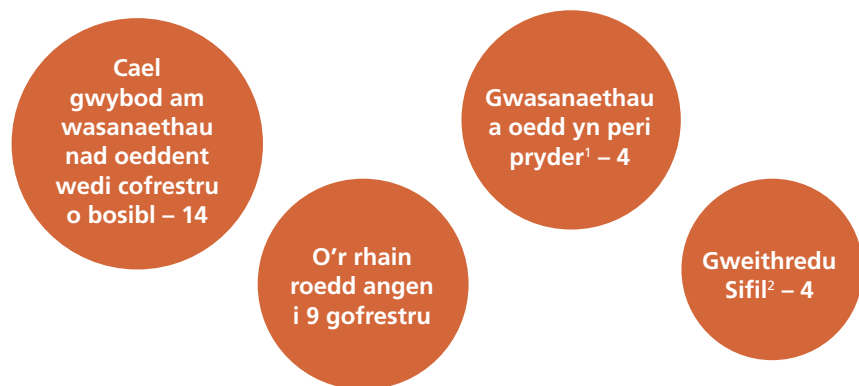 Cael
gwybod am
wasanaethau
nad oeddent
wedi cofrestru
o bosibl – 14
O'r rhain
roedd angen
i 9 gofrestru
Gwasanaethau
a oedd yn peri
pryder¹ – 4
Gweithredu
Sifil² – 4